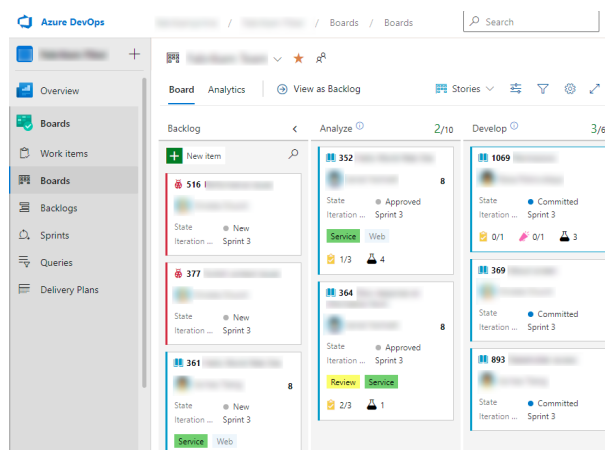 Azure DevOps
/ / Boards / Boards
Search
Overview
Boards
Work items
Boards
Backlogs
Sprints
Queries
Delivery Plans
Board Analytics View as Backlog Stories
Backlog
New item
516
State New
Iteration ... Sprint 3
377
State New
Iteration ... Sprint 3
361
8
State New
Iteration ... Sprint 3
Service Web
Analyze 2/10
352
8
State Approved
Iteration ... Sprint 3
Service Web
1/3 4
364
8
State Approved
Iteration ... Sprint 3
Review Service
2/3 1
Develop 3/6
1069
State Committed
Iteration ... Sprint 3
0/1 0/1 3
369
State Committed
Iteration ... Sprint 3
893
State Committed
Iteration ... Sprint 3